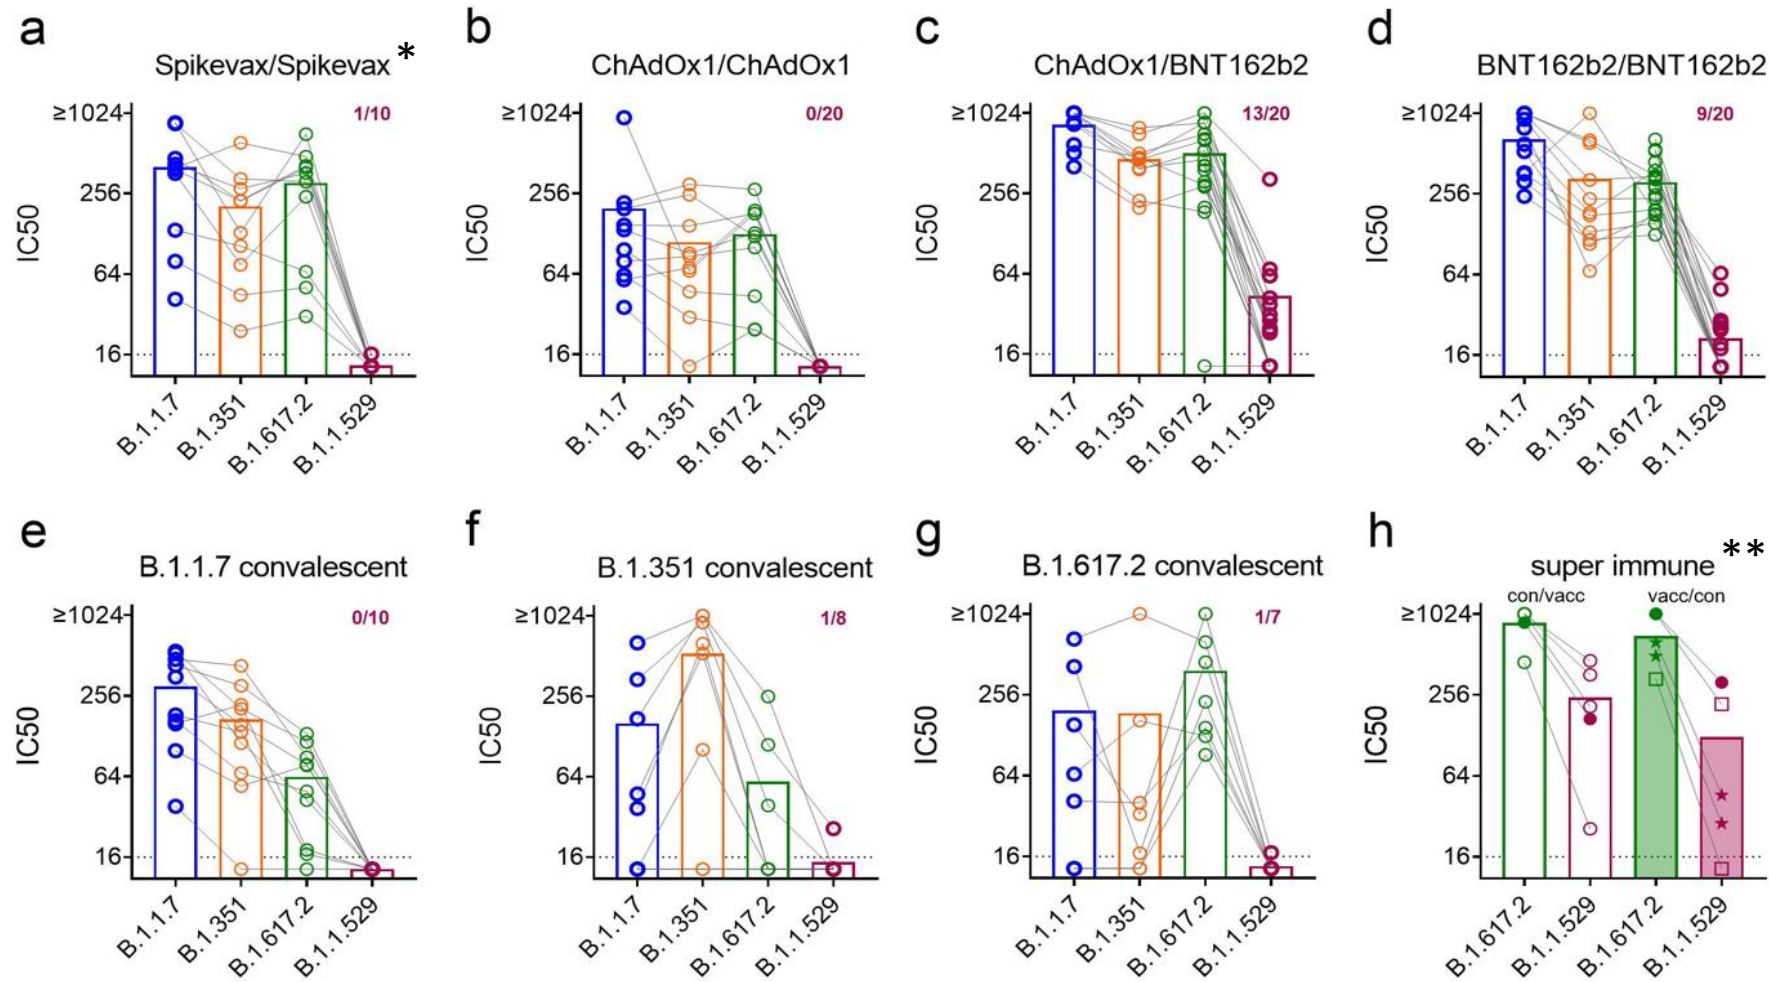 a
Spikevax/Spikevax *
1/10
≥1024
256
64
16
IC50
B.1.1.7
B.1.351
B.1.617.2
B.1.1.529
b
ChAdOx1/ChAdOx1
0/20
≥1024
256
64
16
IC50
B.1.1.7
B.1.351
B.1.617.2
B.1.1.529
c
ChAdOx1/BNT162b2
13/20
≥1024
256
64
16
IC50
B.1.1.7
B.1.351
B.1.617.2
B.1.1.529
d
BNT162b2/BNT162b2
9/20
≥1024
256
64
16
IC50
B.1.1.7
B.1.351
B.1.617.2
B.1.1.529
e
B.1.1.7 convalescent
0/10
≥1024
256
64
16
IC50
B.1.1.7
B.1.351
B.1.617.2
B.1.1.529
f
B.1.351 convalescent
1/8
≥1024
256
64
16
IC50
B.1.1.7
B.1.351
B.1.617.2
B.1.1.529
g
B.1.617.2 convalescent
1/7
≥1024
256
64
16
IC50
B.1.1.7
B.1.351
B.1.617.2
B.1.1.529
h
super immune **
con/vacc
vacc/con
≥1024
256
64
16
IC50
B.1.617.2
B.1.1.529
B.1.617.2
B.1.1.529